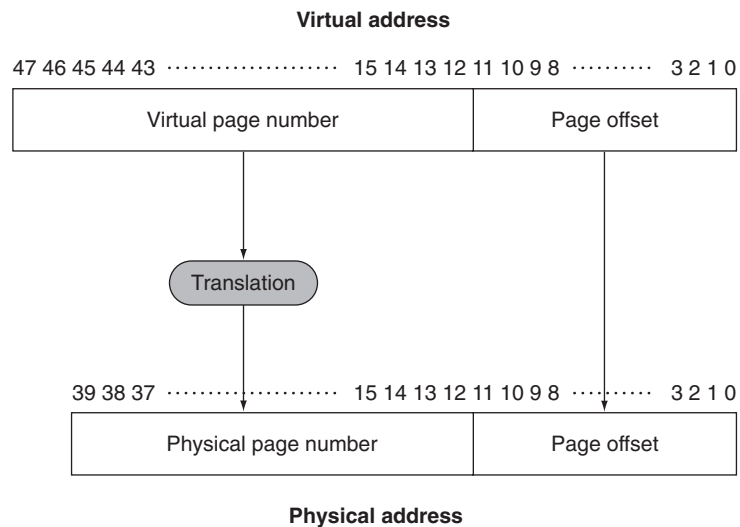 Virtual address
47 46 45 44 43 ····················· 15 14 13 12 11 10 9 8 ·········· 3 2 1 0
Virtual page number Page offset
Translation
39 38 37 ····················· 15 14 13 12 11 10 9 8 ·········· 3 2 1 0
Physical page number Page offset
Physical address